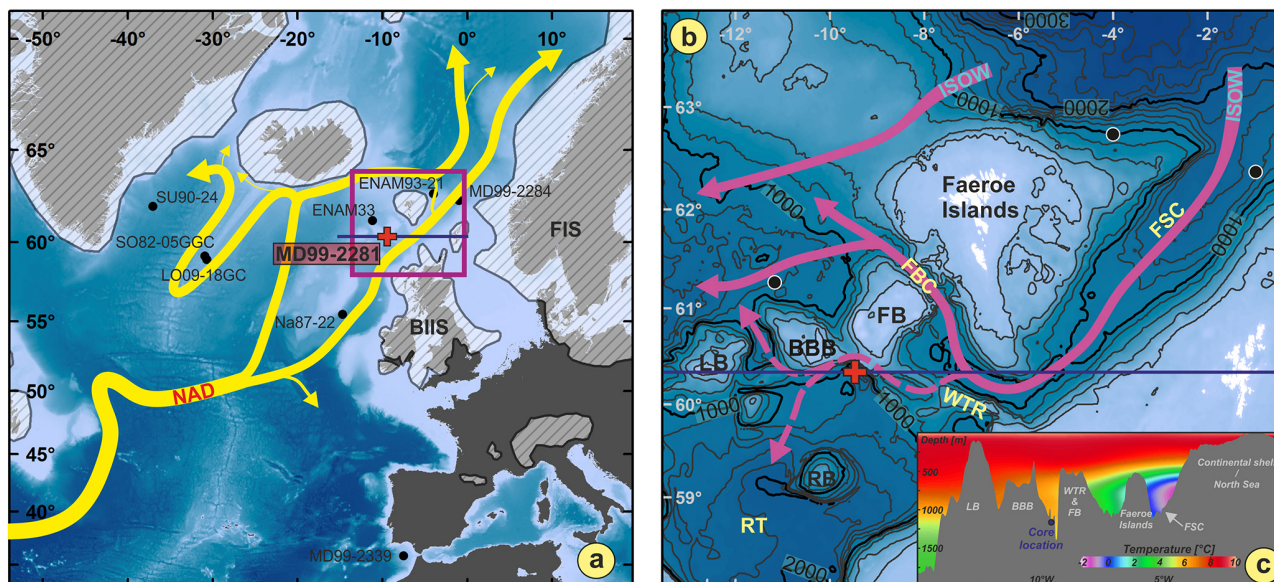 -50° -40° -30° -20° -10° 0° 10°
65°
60°
55°
50°
45°
40°
SU90-24
SO82-05GGC
LO09-18GC
ENAM93-21
MD99-2284
ENAM33
MD99-2281
FIS
BIIS
Na87-22
NAD
MD99-2339
a
b
-12 -10 -8 -6 -4 -2
63°
62°
61°
60°
59°
3000
2000
1000
1000
1000
1000
1000
1000
2000
ISOW
ISOW
Faeroe
Islands
FSC
FBC
FB
BBB
LB
WTR
RB
RT
Depth [m]
500
1000
1500
LB
BBB
WTR
&
FB
Faeroe
Islands
Continental shelf
North Sea
FSC
Core
location
Temperature [°C]
-2 0 2 4 6 8 10
10°W 5°W
c